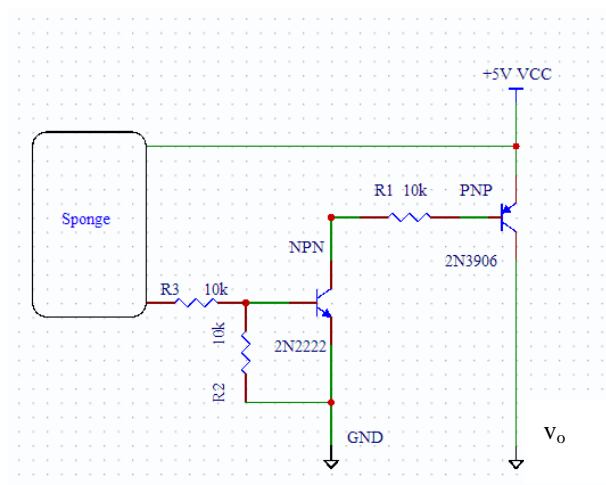 +5V VCC
R1 10k PNP
Sponge
NPN
2N3906
R3 10k
10k
2N2222
R2
GND
vo